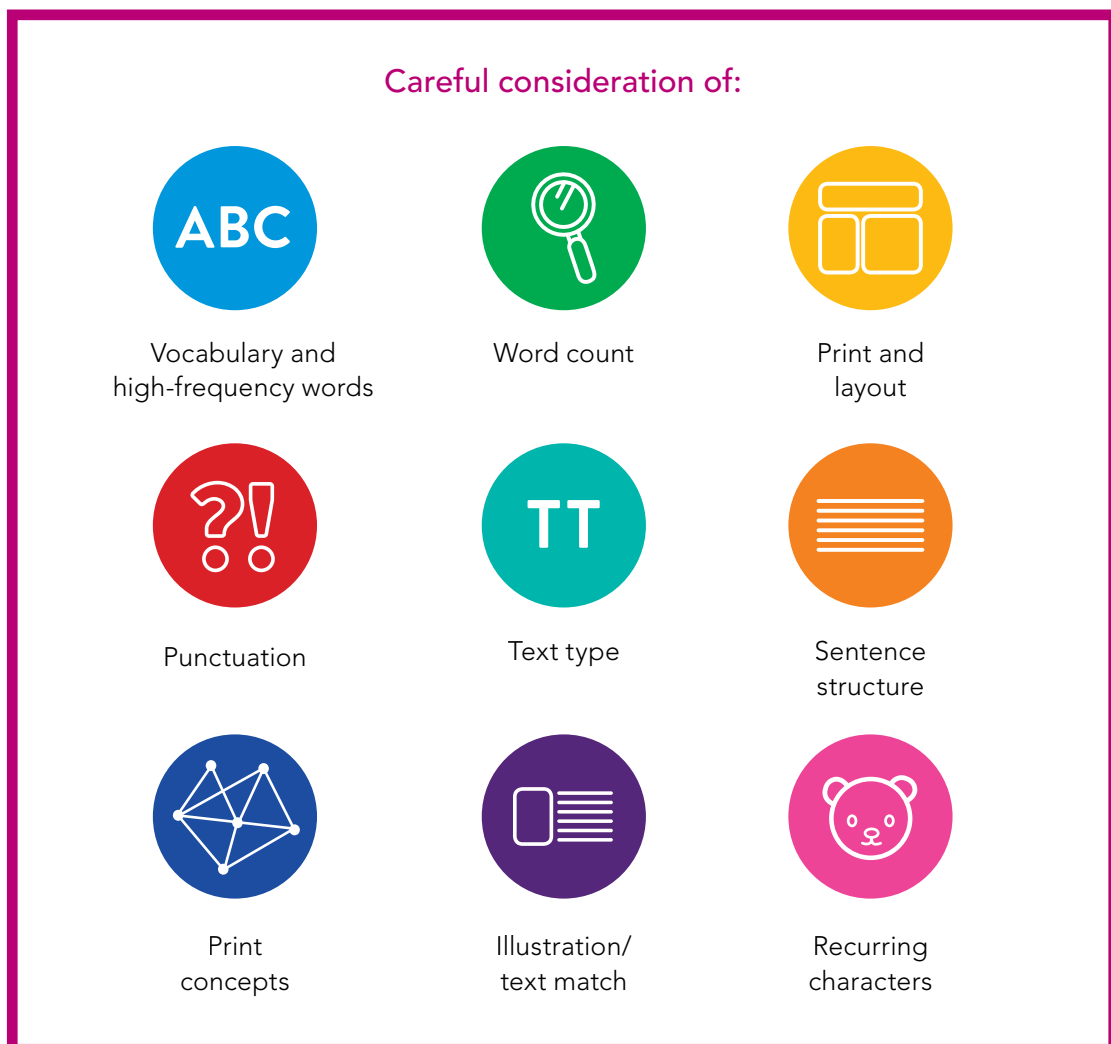 Careful consideration of:
ABC
Vocabulary and
high-frequency words
Word count
Print and
layout
?!
Punctuation
TT
Text type
Sentence
structure
Print
concepts
Illustration/
text match
Recurring
characters